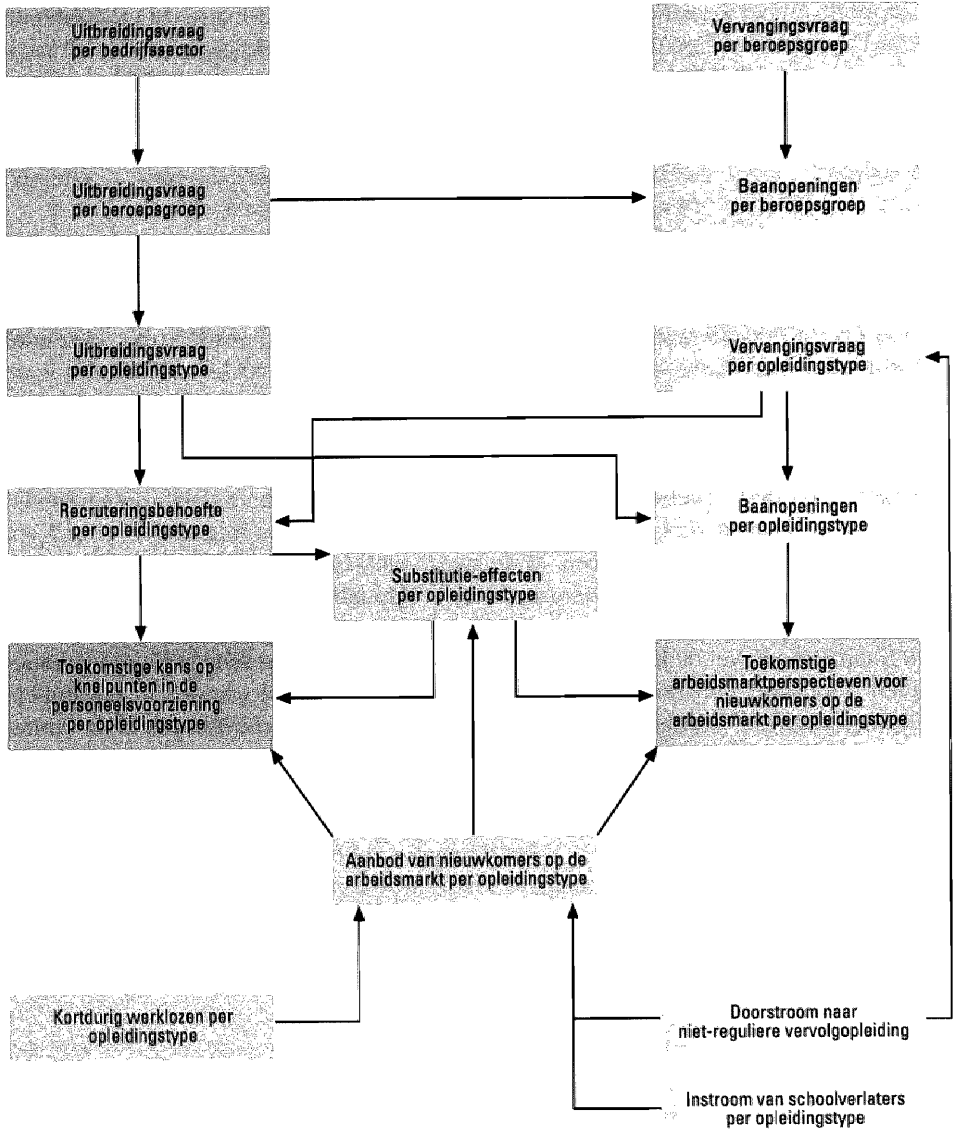 Uitbreidingsvraag
per bedrijfssector
Vervangingsvraag
per beroepsgroep
Uitbreidingsvraag
per beroepsgroep
Baanopeningen
per beroepsgroep
Uitbreidingsvraag
per opleidingstype
Vervangingsvraag
per opleidingstype
Recruteringsbehoefte
per opleidingstype
Baanopeningen
per opleidingstype
Substitutie-effecten
per opleidingstype
Toekomstige kans op
knelpunten in de
personeelsvoorziening
per opleidingstype
Toekomstige
arbeidsmarktperspectieven voor
nieuwkomers op de
arbeidsmarkt per opleidingstype
Aanbod van nieuwkomers op de
arbeidsmarkt per opleidingstype
Kortdurig werklozen per
opleidingstype
Doorstroom naar
niet-reguliere vervolgopleiding
Instroom van schoolverlaters
per opleidingstype